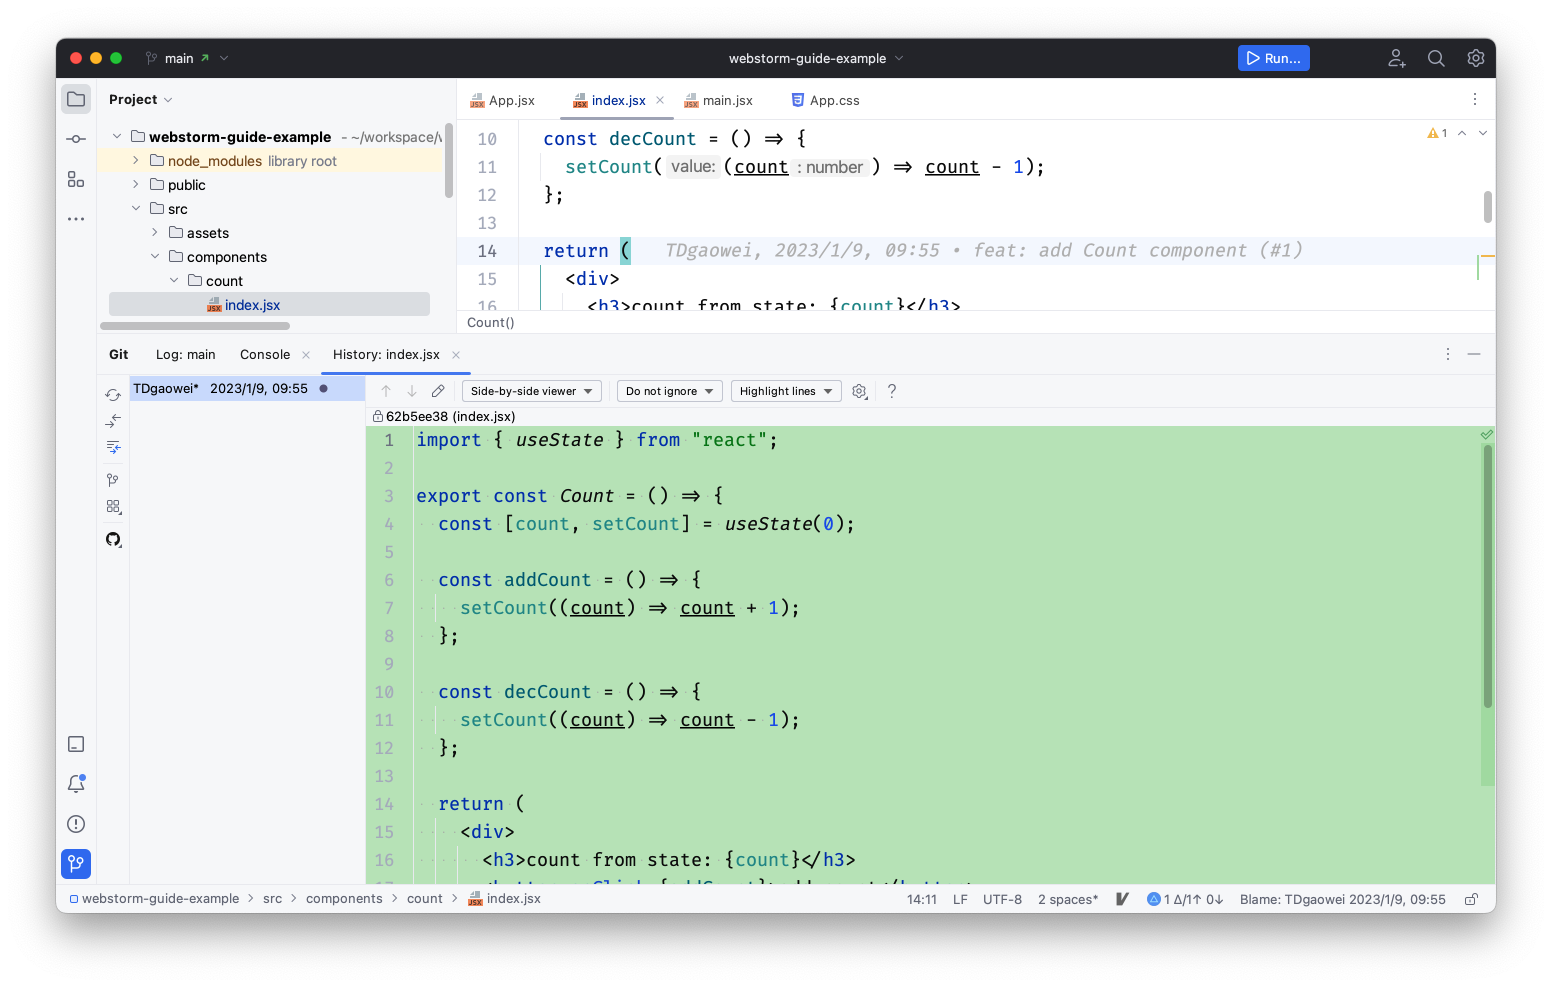 main
webstorm-guide-example
Run...
Project
webstorm-guide-example - ~/workspace/
node_modules library root
public
src
assets
components
count
index.jsx
App.jsx
index.jsx
main.jsx
App.css
10 const decCount = () => {
11 setCount( value: (count : number ) => count - 1);
12 };
13
14 return ( TDgaowei, 2023/1/9, 09:55 • feat: add Count component (#1)
15 <div>
16 <h3>count from state: {count}</h3>
1
Count()
Git
Log: main
Console
History: index.jsx
TDgaowei* 2023/1/9, 09:55
Side-by-side viewer
Do not ignore
Highlight lines
?
62b5ee38 (index.jsx)
1 import { useState } from "react";
2
3 export const Count = () => {
4 const [count, setCount] = useState(0);
5
6 const addCount = () => {
7 setCount((count) => count + 1);
8 };
9
10 const decCount = () => {
11 setCount((count) => count - 1);
12 };
13
14 return (
15 <div>
16 <h3>count from state: {count}</h3>
webstorm-guide-example > src > components > count > index.jsx
14:11
LF
UTF-8
2 spaces*
1 Δ/1↑ 0↓
Blame: TDgaowei 2023/1/9, 09:55